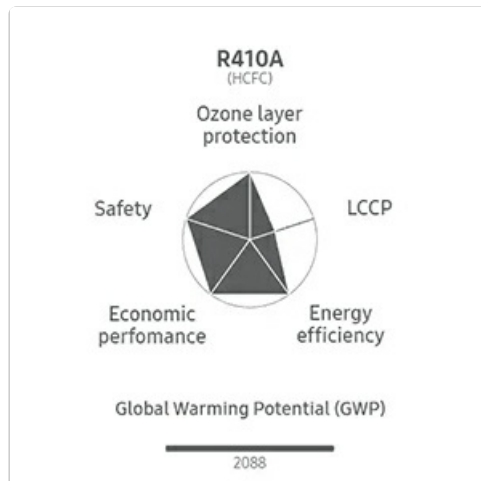 R410A
(HCFC)
Ozone layer
protection
Safety
LCCP
Economic
perfomance
Energy
efficiency
Global Warming Potential (GWP)
2088